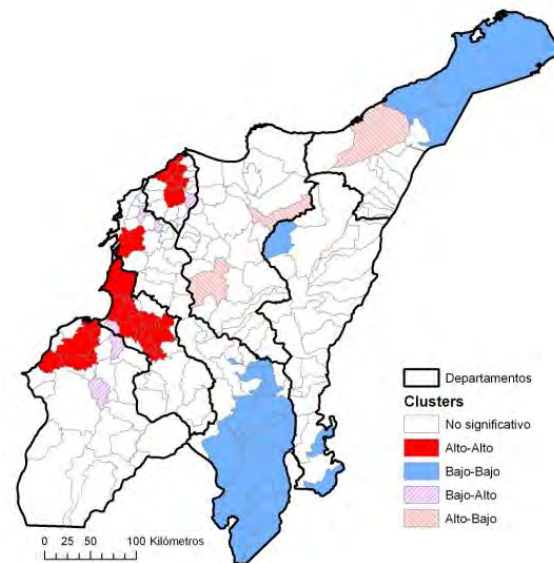 Departamentos
Clusters
No significativo
Alto-Alto
Bajo-Bajo
Bajo-Alto
Alto-Bajo
0 25 50 100 Kilómetros